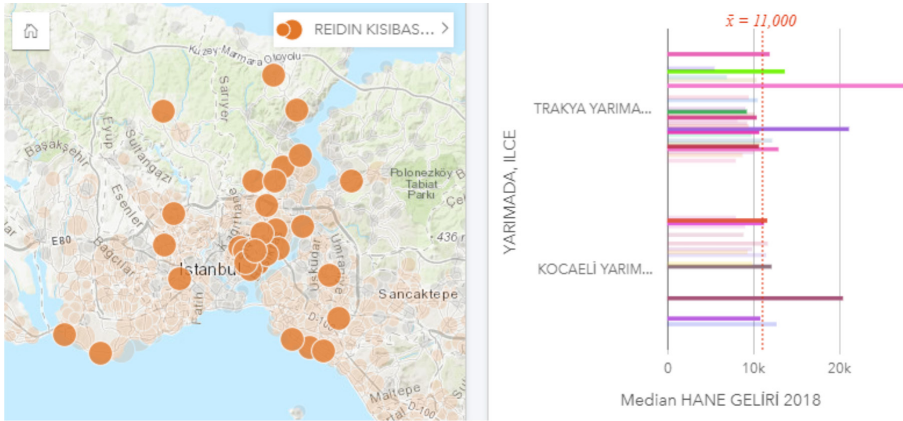 REIDIN KISIBAS...
Kuzey Marmara Otoyolu
Sarıyer
Eyüp
Sultangazi
Başakşehir
Esenler
Polonezköy
Tabiat
Parkı
E80
Bağcılar
436
İstanbul
Üsküdar
Ümraniye
Fatih
Sancaktepe
D-100
Maltepe
D-100
x̄ = 11,000
YARIMADA, ILCE
TRAKYA YARIMA...
KOCAELİ YARIM...
0
10k
20k
Median HANE GELİRİ 2018